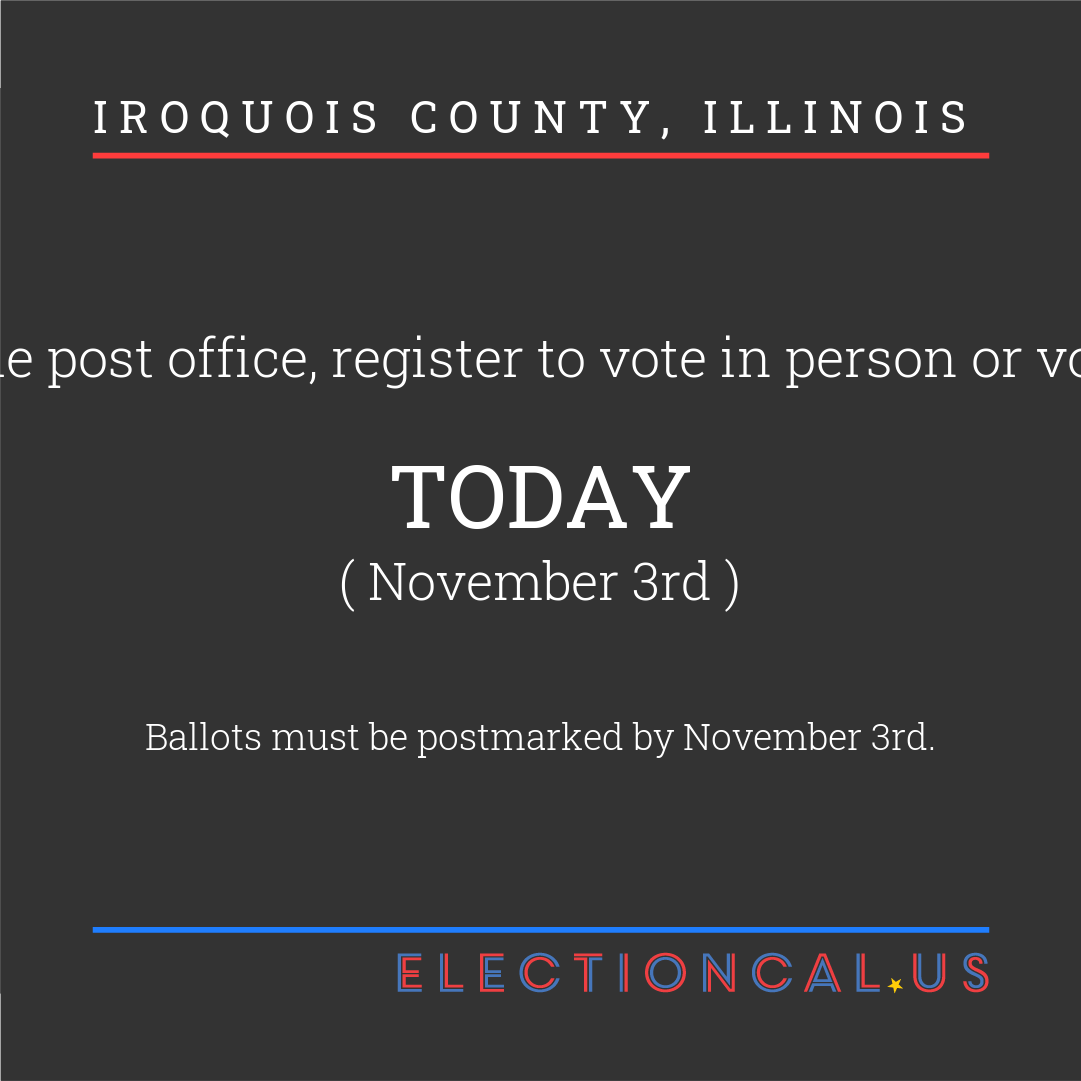 IROQUOIS COUNTY, ILLINOIS
post office, register to vote in person or
TODAY
( November 3rd )
Ballots must be postmarked by November 3rd.
ELECTIONCAL.US